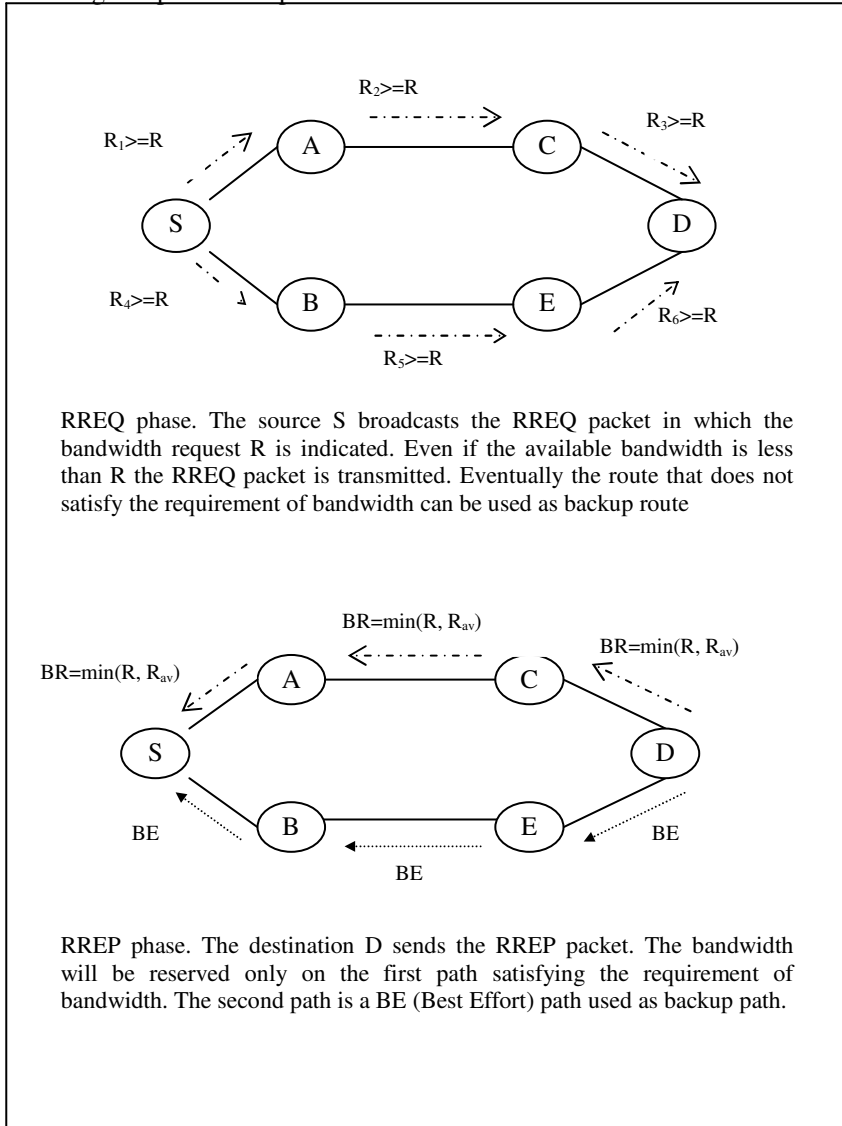 R₂>=R
R₁>=R
R₃>=R
A
C
S
D
R₄>=R
B
E
R₆>=R
R₅>=R
RREQ phase. The source S broadcasts the RREQ packet in which the
bandwidth request R is indicated. Even if the available bandwidth is less
than R the RREQ packet is transmitted. Eventually the route that does not
satisfy the requirement of bandwidth can be used as backup route
BR=min(R, Rₐᵥ)
BR=min(R, Rₐᵥ)
BR=min(R, Rₐᵥ)
A
C
S
D
B
E
BE
BE
BE
RREP phase. The destination D sends the RREP packet. The bandwidth
will be reserved only on the first path satisfying the requirement of
bandwidth. The second path is a BE (Best Effort) path used as backup path.